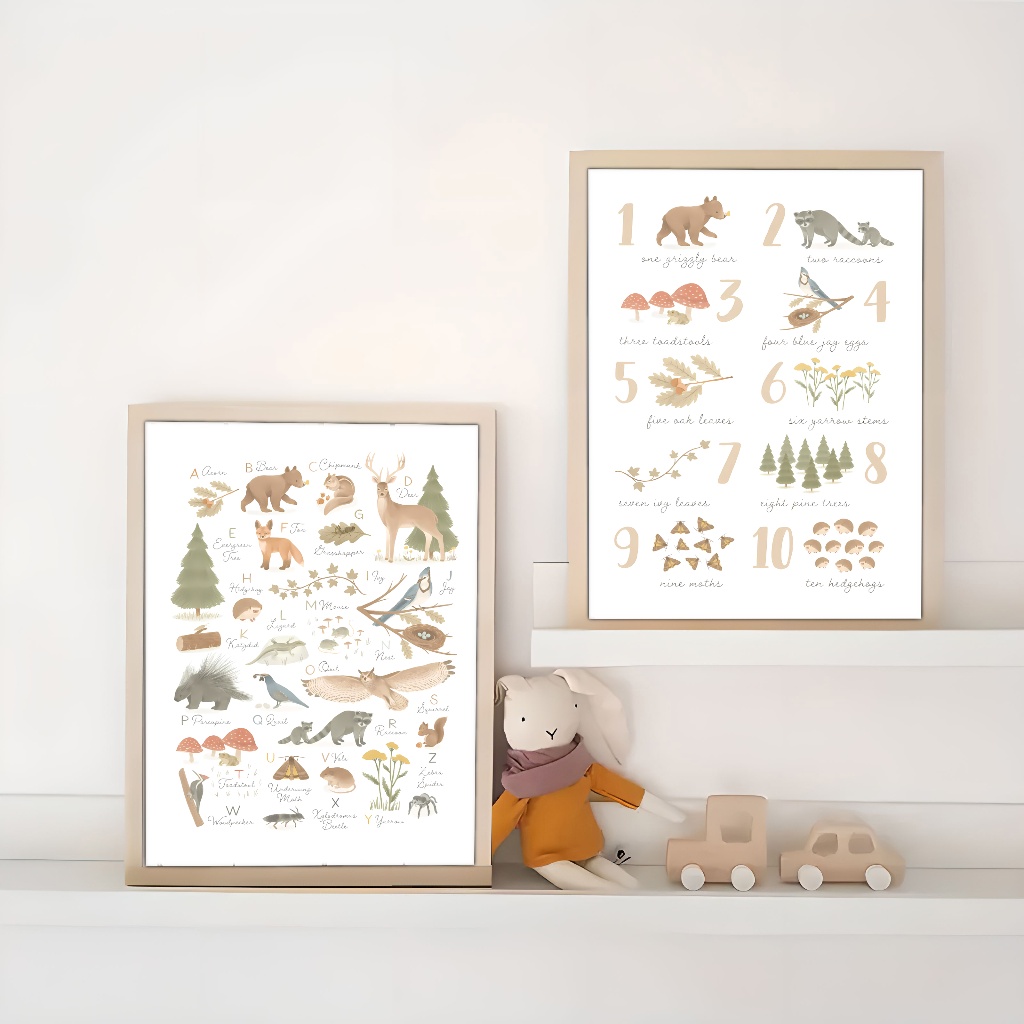 A Acorn
B Bear
C Chipmunk
D Deer
E Evergreen Tree
F Fox
G Grasshopper
H Hedgehog
I Ivy
J Jay
K Katydid
L Lizard
M Mouse
N Nest
O Owl
P Porcupine
Q Quail
R Raccoon
S Squirrel
T Toadstool
U Underwing Moth
V Vole
W Woodpecker
X Beetle
Y Yarrow
Z Zebra Spider
1 one grizzly bear
2 two racoons
3 three toadstools
4 four blue jay eggs
5 five oak leaves
6 six yarrow stems
7 seven ivy leaves
8 eight pine trees
9 nine moths
10 ten hedgehogs